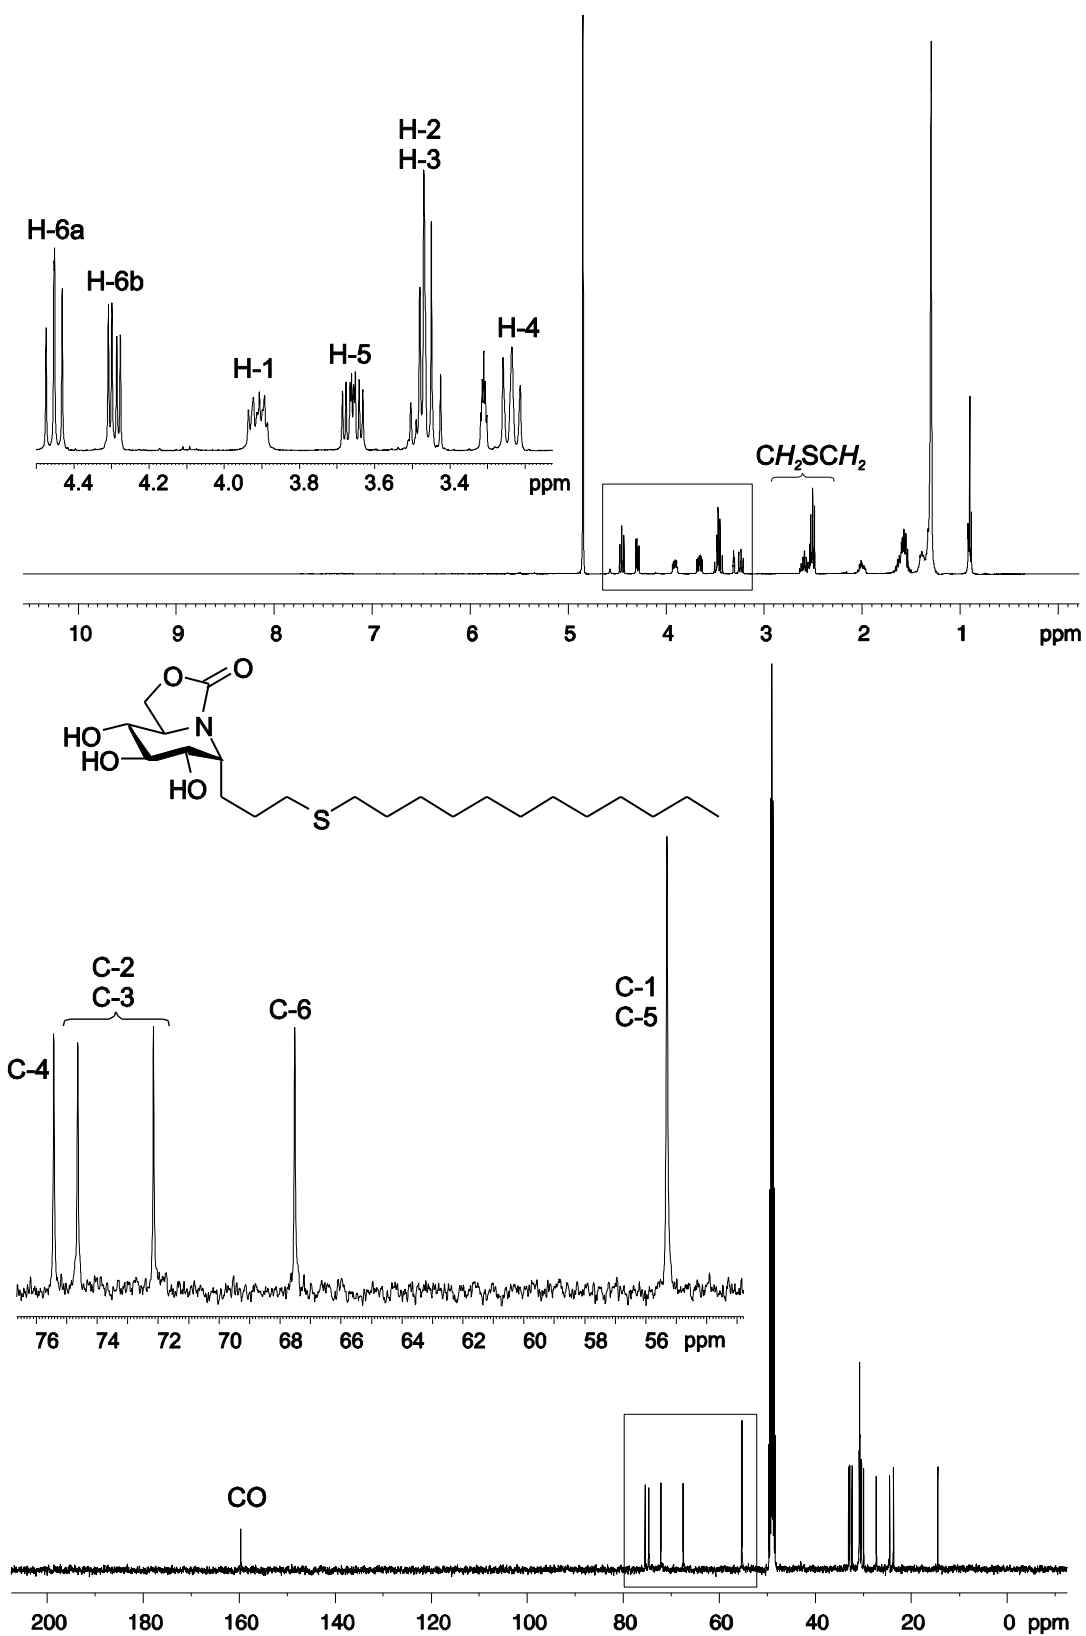 H-2
H-3
H-6a
H-6b
H-4
H-5
H-1
4.4 4.2 4.0 3.8 3.6 3.4 ppm
CH2SCH2
10 9 8 7 6 5 4 3 2 1 ppm
O
O
N
HO
HO
HO
S
C-2
C-3
C-1
C-5
C-6
C-4
76 74 72 70 68 66 64 62 60 58 56 ppm
CO
200 180 160 140 120 100 80 60 40 20 0 ppm